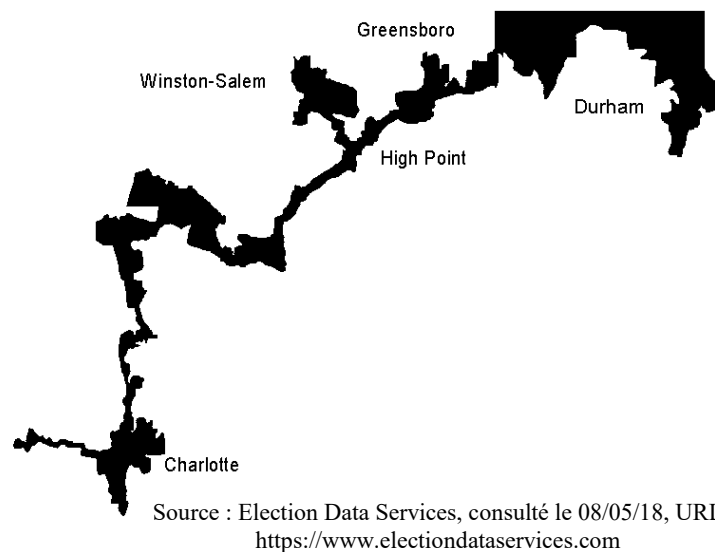 Greensboro
Winston-Salem
Durham
High Point
Charlotte
Source : Election Data Services, consulté le 08/05/18, URL
https://www.electiondataservices.com